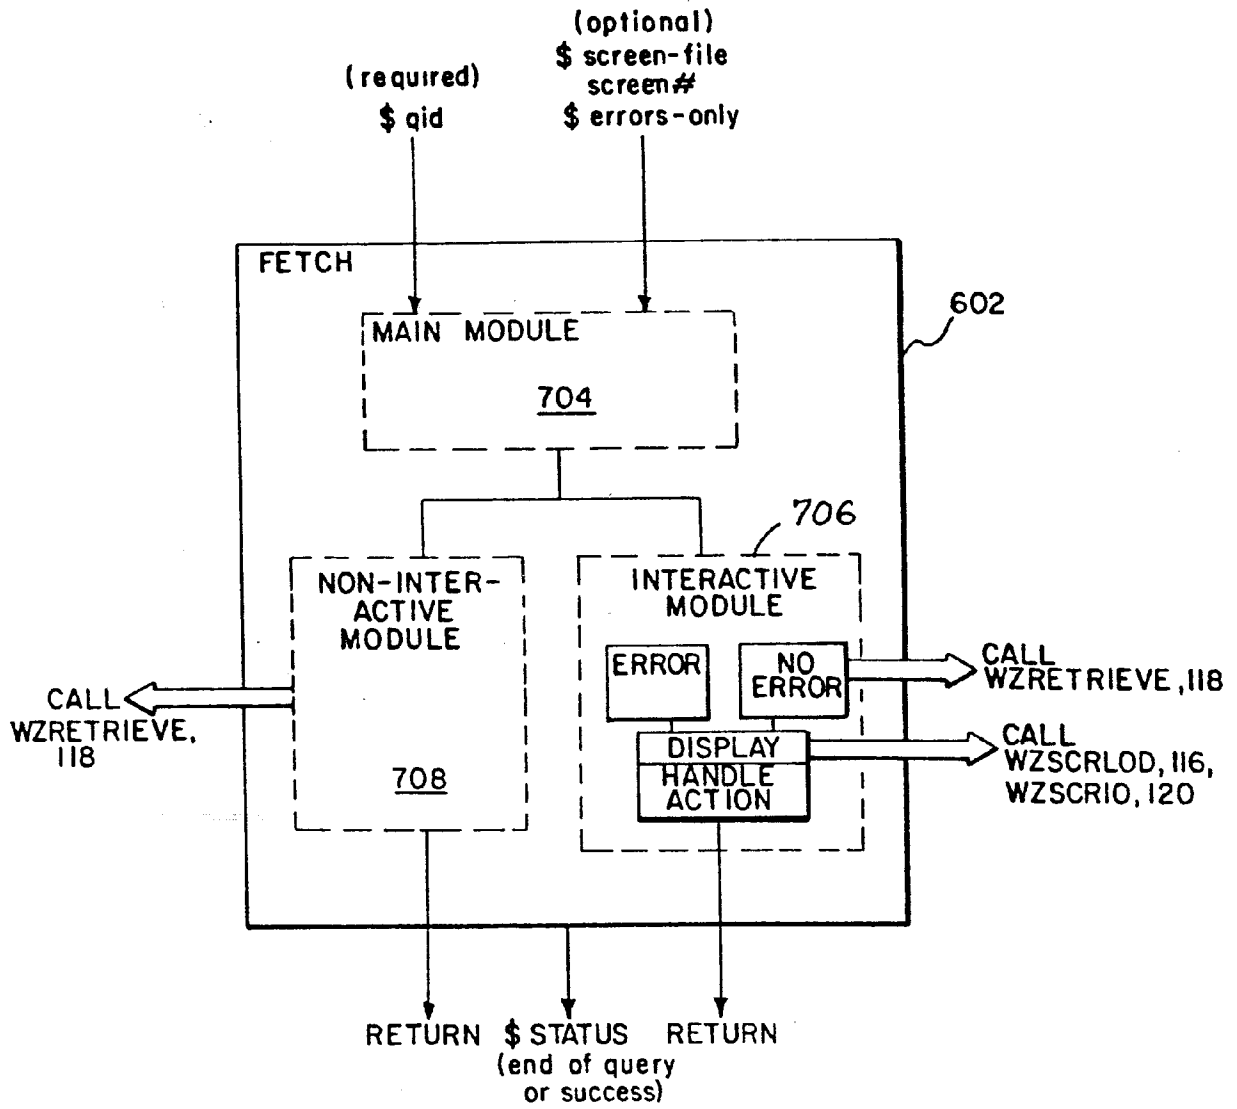 (optional)
$ screen-file
screen#
$ errors-only
(required)
$ qid
FETCH
602
MAIN MODULE
704
706
NON-INTER-
ACTIVE
MODULE
708
INTERACTIVE
MODULE
ERROR
NO
ERROR
DISPLAY
HANDLE
ACTION
CALL
WZRETRIEVE,
118
CALL
WZRETRIEVE,118
CALL
WZSCRLOD, 116,
WZSCRIO, 120
RETURN
$ STATUS
(end of query
or success)
RETURN